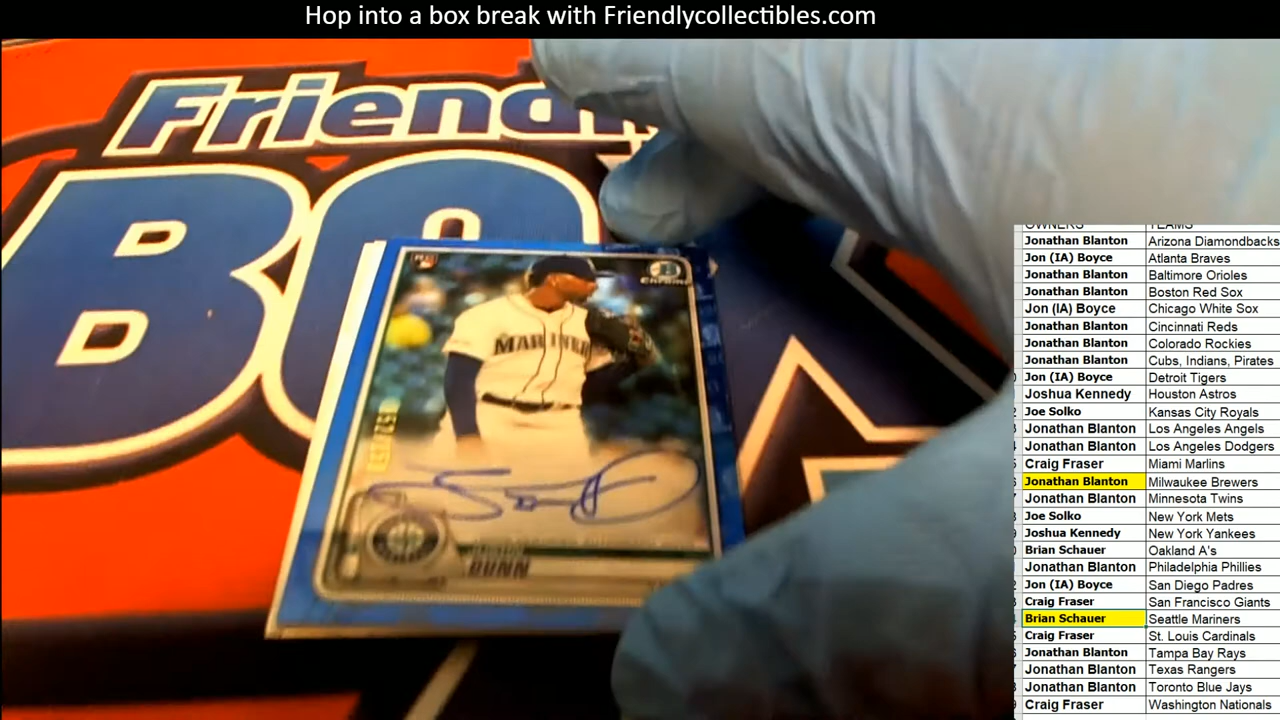 Hop into a box break with Friendlycollectibles.com
Chrome
MARINERS
DUNN
OWNERS TEAMS
Jonathan Blanton Arizona Diamondbacks
Jon (IA) Boyce Atlanta Braves
Jonathan Blanton Baltimore Orioles
Jonathan Blanton Boston Red Sox
Jon (IA) Boyce Chicago White Sox
Jonathan Blanton Cincinnati Reds
Jonathan Blanton Colorado Rockies
Jonathan Blanton Cubs, Indians, Pirates
Jon (IA) Boyce Detroit Tigers
Joshua Kennedy Houston Astros
Joe Solko Kansas City Royals
Jonathan Blanton Los Angeles Angels
Jonathan Blanton Los Angeles Dodgers
Craig Fraser Miami Marlins
Jonathan Blanton Milwaukee Brewers
Jonathan Blanton Minnesota Twins
Joe Solko New York Mets
Joshua Kennedy New York Yankees
Brian Schauer Oakland A's
Jonathan Blanton Philadelphia Phillies
Jon (IA) Boyce San Diego Padres
Craig Fraser San Francisco Giants
Brian Schauer Seattle Mariners
Craig Fraser St. Louis Cardinals
Jonathan Blanton Tampa Bay Rays
Jonathan Blanton Texas Rangers
Jonathan Blanton Toronto Blue Jays
Craig Fraser Washington Nationals